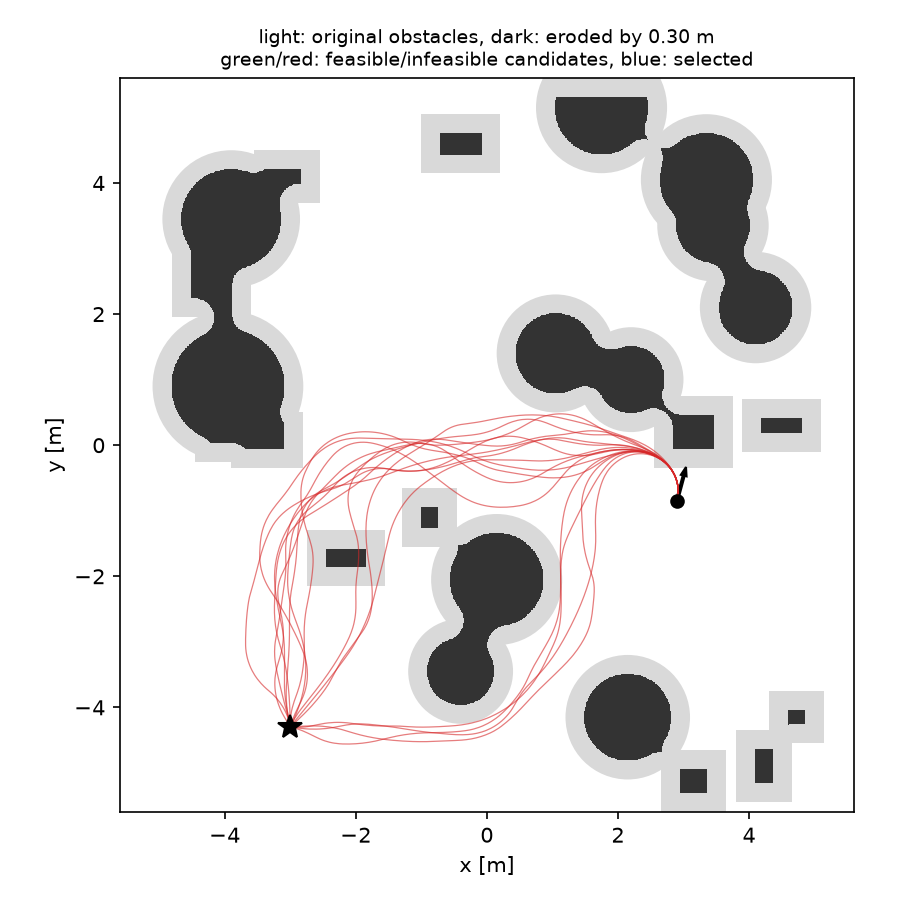 light: original obstacles, dark: eroded by 0.30 m
green/red: feasible/infeasible candidates, blue: selected
y [m]
4
2
0
−2
−4
−4 −2 0 2 4
x [m]